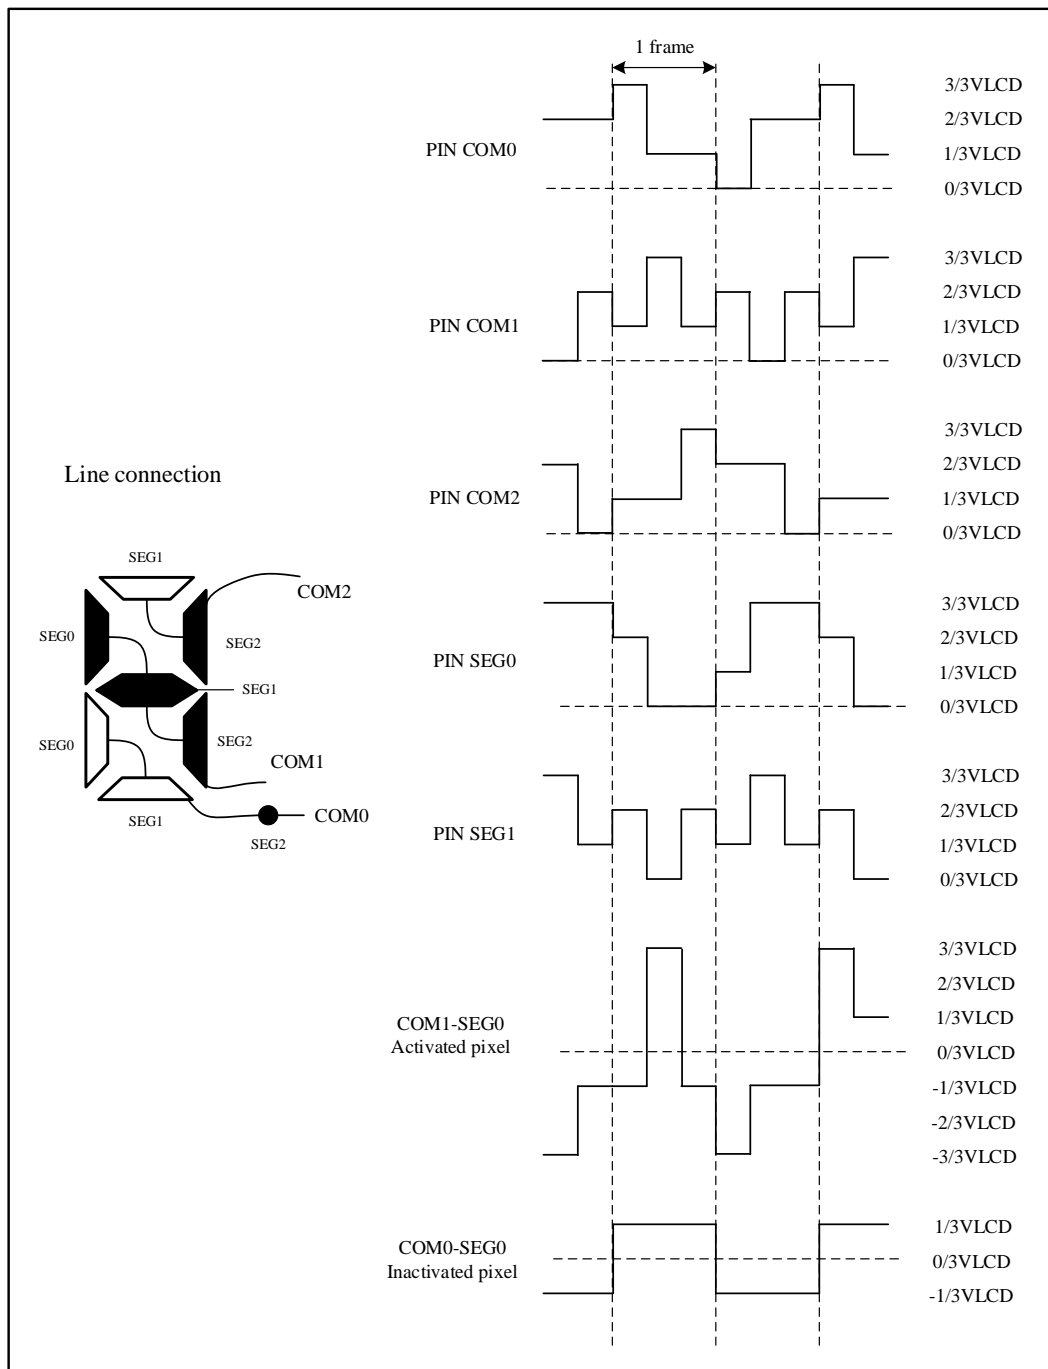 1 frame
PIN COM0
3/3VLCD
2/3VLCD
1/3VLCD
0/3VLCD
PIN COM1
3/3VLCD
2/3VLCD
1/3VLCD
0/3VLCD
PIN COM2
3/3VLCD
2/3VLCD
1/3VLCD
0/3VLCD
Line connection
SEG1
COM2
SEG0
SEG2
SEG1
SEG0
SEG2
COM1
SEG1
COM0
SEG2
PIN SEG0
3/3VLCD
2/3VLCD
1/3VLCD
0/3VLCD
PIN SEG1
3/3VLCD
2/3VLCD
1/3VLCD
0/3VLCD
COM1-SEG0
Activated pixel
3/3VLCD
2/3VLCD
1/3VLCD
0/3VLCD
-1/3VLCD
-2/3VLCD
-3/3VLCD
COM0-SEG0
Inactivated pixel
1/3VLCD
0/3VLCD
-1/3VLCD